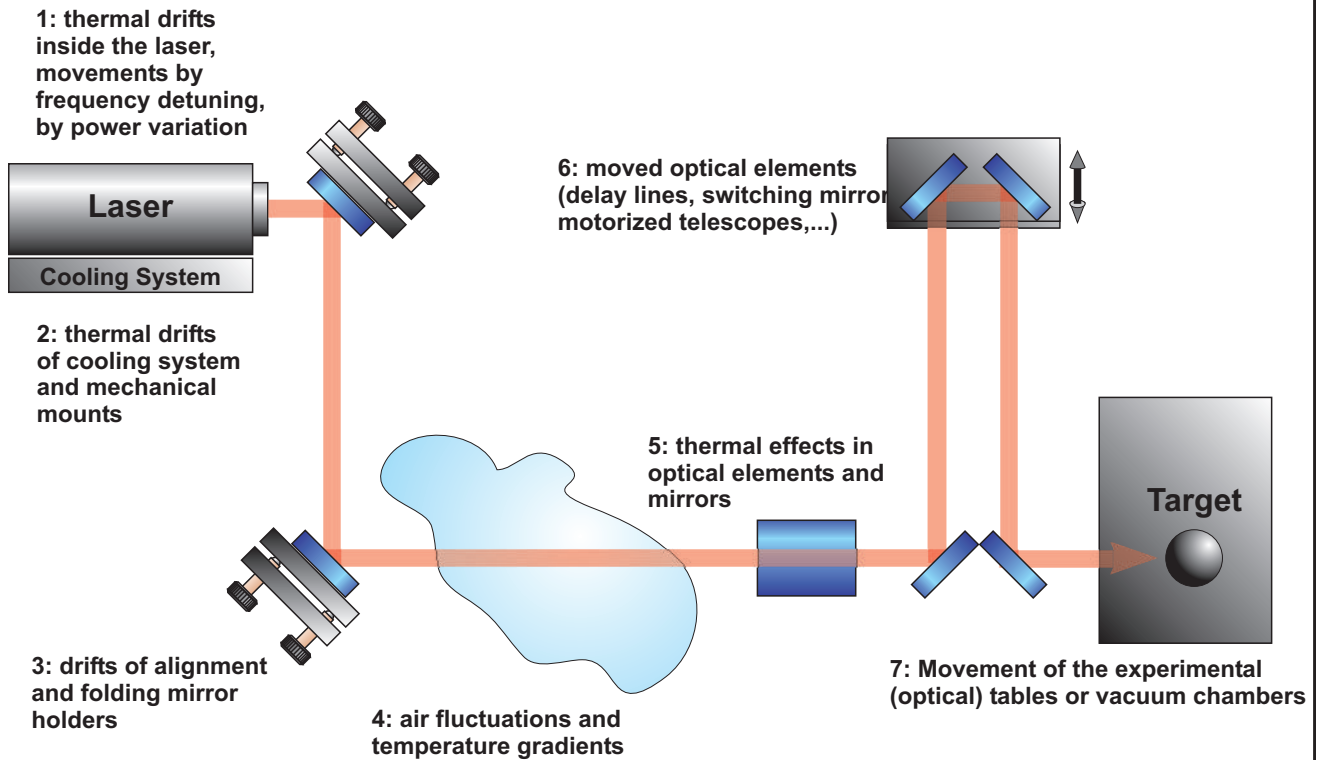 1: thermal drifts
inside the laser,
movements by
frequency detuning,
by power variation
Laser
Cooling System
2: thermal drifts
of cooling system
and mechanical
mounts
3: drifts of alignment
and folding mirror
holders
4: air fluctuations and
temperature gradients
5: thermal effects in
optical elements and
mirrors
6: moved optical elements
(delay lines, switching mirror
motorized telescopes,...)
Target
7: Movement of the experimental
(optical) tables or vacuum chambers